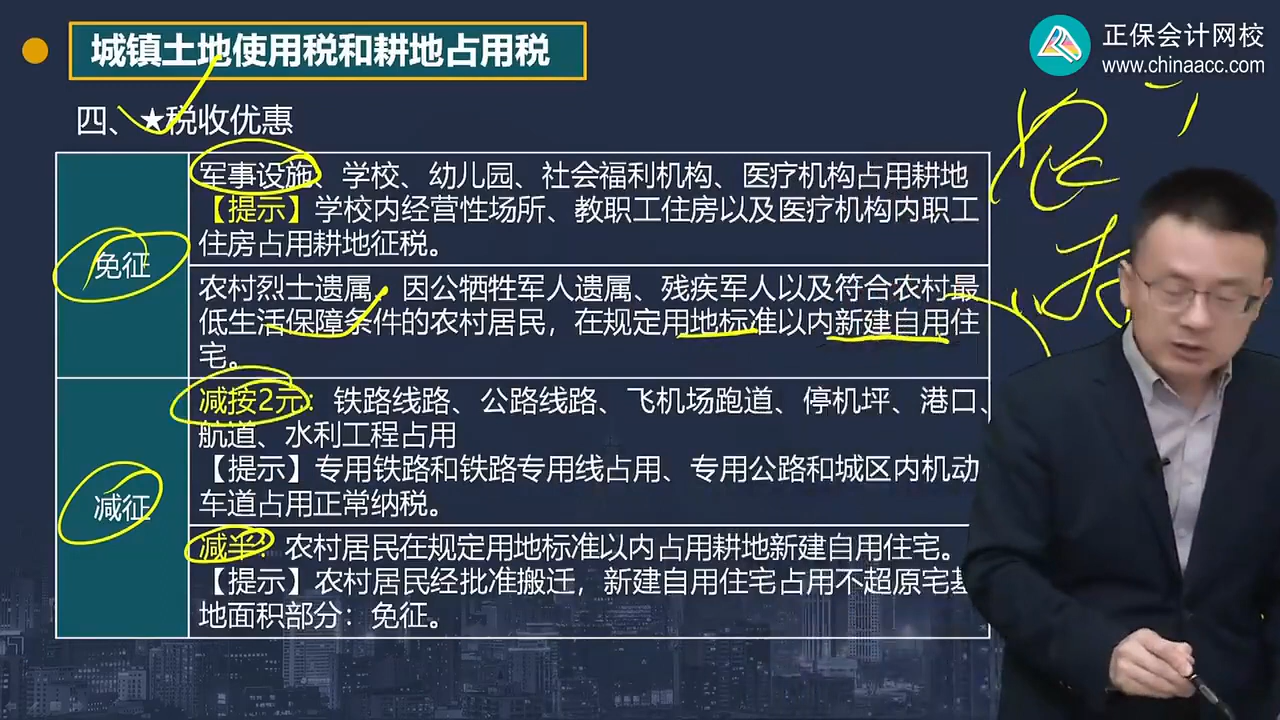 城镇土地使用税和耕地占用税
正保会计网校
www.chinaacc.com
四、★税收优惠
免征
军事设施、学校、幼儿园、社会福利机构、医疗机构占用耕地
【提示】学校内经营性场所、教职工住房以及医疗机构内职工
住房占用耕地征税。
农村烈士遗属、因公牺牲军人遗属、残疾军人以及符合农村最
低生活保障条件的农村居民，在规定用地标准以内新建自用住
宅。
减征
减按2元：铁路线路、公路线路、飞机场跑道、停机坪、港口、
航道、水利工程占用
【提示】专用铁路和铁路专用线占用、专用公路和城区内机动
车道占用正常纳税。
减半：农村居民在规定用地标准以内占用耕地新建自用住宅。
【提示】农村居民经批准搬迁，新建自用住宅占用不超原宅基
地面积部分：免征。